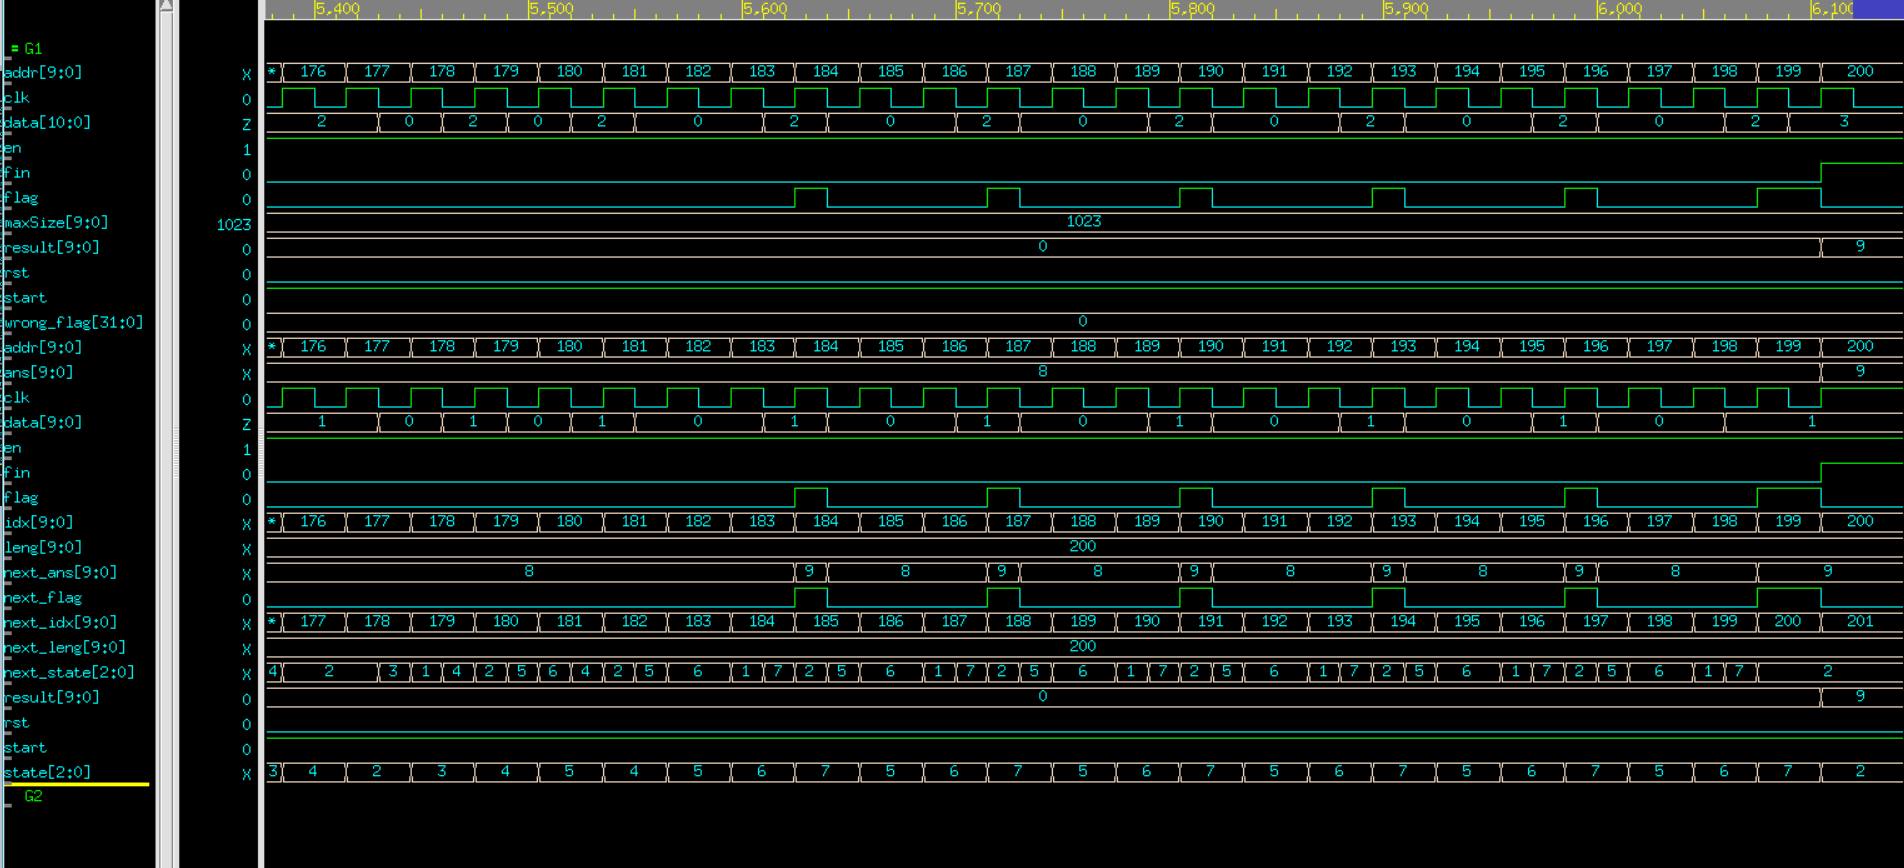 5,400 5,500 5,600 5,700 5,800 5,900 6,000 6,100
= G1
addr[9:0] X * 176 177 178 179 180 181 182 183 184 185 186 187 188 189 190 191 192 193 194 195 196 197 198 199 200
clk 0
data[10:0] Z 2 0 2 0 2 0 2 0 2 0 2 0 2 0 2 0 2 3
en 1
fin 0
flag 0
maxSize[9:0] 1023 1023
result[9:0] 0 0 9
rst 0
start 0
wrong_flag[31:0] 0 0
addr[9:0] X * 176 177 178 179 180 181 182 183 184 185 186 187 188 189 190 191 192 193 194 195 196 197 198 199 200
ans[9:0] X 8 9
clk 0
data[9:0] Z 1 0 1 0 1 0 1 0 1 0 1 0 1 0 1 0 1
en 1
fin 0
flag 0
idx[9:0] X * 176 177 178 179 180 181 182 183 184 185 186 187 188 189 190 191 192 193 194 195 196 197 198 199 200
leng[9:0] X 200
next_ans[9:0] X 8 9 8 9 8 9 8 9 8 9 8 9
next_flag 0
next_idx[9:0] X * 177 178 179 180 181 182 183 184 185 186 187 188 189 190 191 192 193 194 195 196 197 198 199 200 201
next_leng[9:0] X 200
next_state[2:0] X 4 2 3 1 4 2 5 6 4 2 5 6 1 7 2 5 6 1 7 2 5 6 1 7 2 5 6 1 7 2 5 6 1 7 2 5 6 1 7 2
result[9:0] 0 0 9
rst 0
start 0
state[2:0] X 3 4 2 3 4 5 4 5 6 7 5 6 7 5 6 7 5 6 7 5 6 7 5 6 7 2
G2